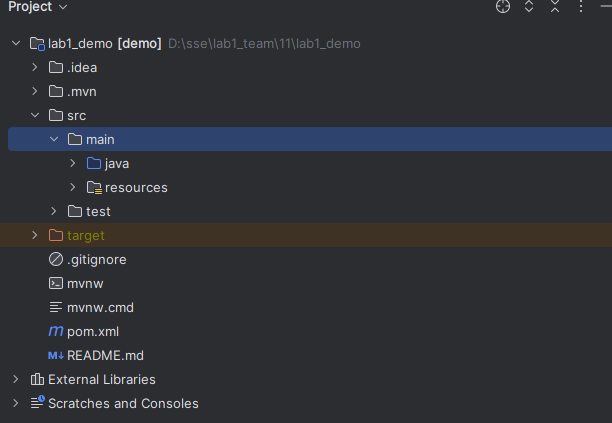 Project
lab1_demo [demo] D:\sse\lab1_team\11\lab1_demo
.idea
.mvn
src
main
java
resources
test
target
.gitignore
mvnw
mvnw.cmd
m pom.xml
M↓ README.md
External Libraries
Scratches and Consoles